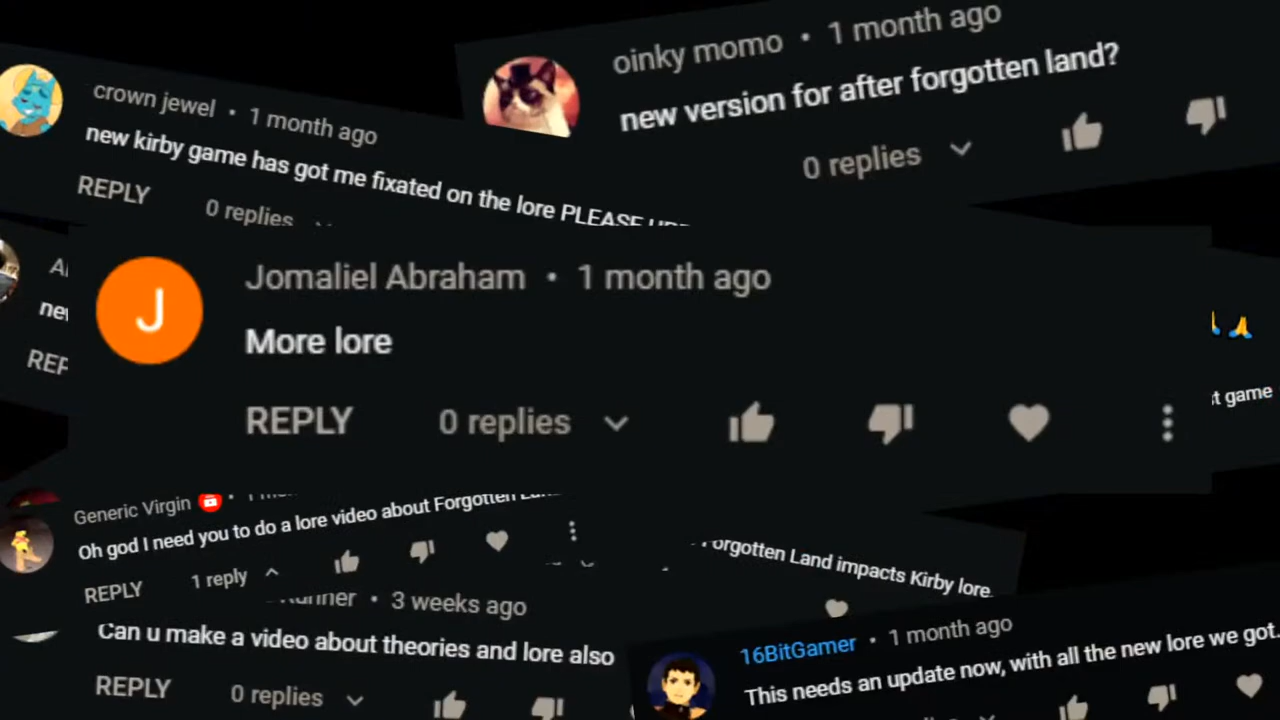 oinky momo • 1 month ago
new version for after forgotten land?
0 replies
crown jewel • 1 month ago
new kirby game has got me fixated on the lore PLEASE
REPLY 0 replies
Jomaliel Abraham • 1 month ago
More lore
REPLY 0 replies
J
🙏
game
Generic Virgin •
Oh god I need you to do a lore video about Forgotten
REPLY 1 reply
Forgotten Land impacts Kirby lore
• 3 weeks ago
Can u make a video about theories and lore also
REPLY 0 replies
16BitGamer • 1 month ago
This needs an update now, with all the new lore we got.